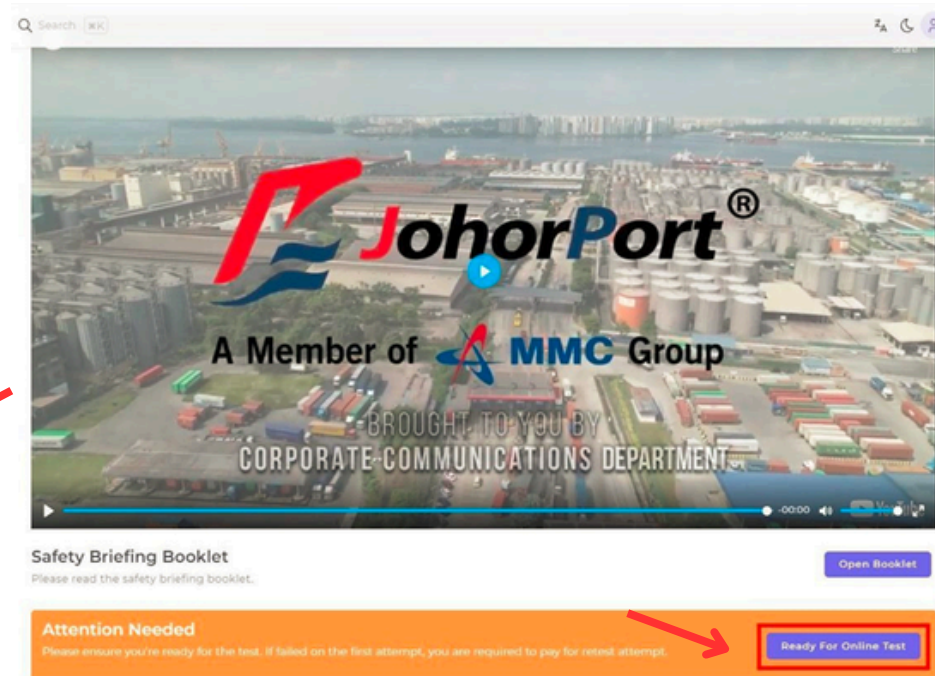 Search ⌘K
Share
JohorPort®
A Member of MMC Group
BROUGHT TO YOU BY
CORPORATE COMMUNICATIONS DEPARTMENT
-00:00 YouTube
Safety Briefing Booklet
Please read the safety briefing booklet.
Open Booklet
Attention Needed
Please ensure you're ready for the test. If failed on the first attempt, you are required to pay for retest attempt.
Ready For Online Test